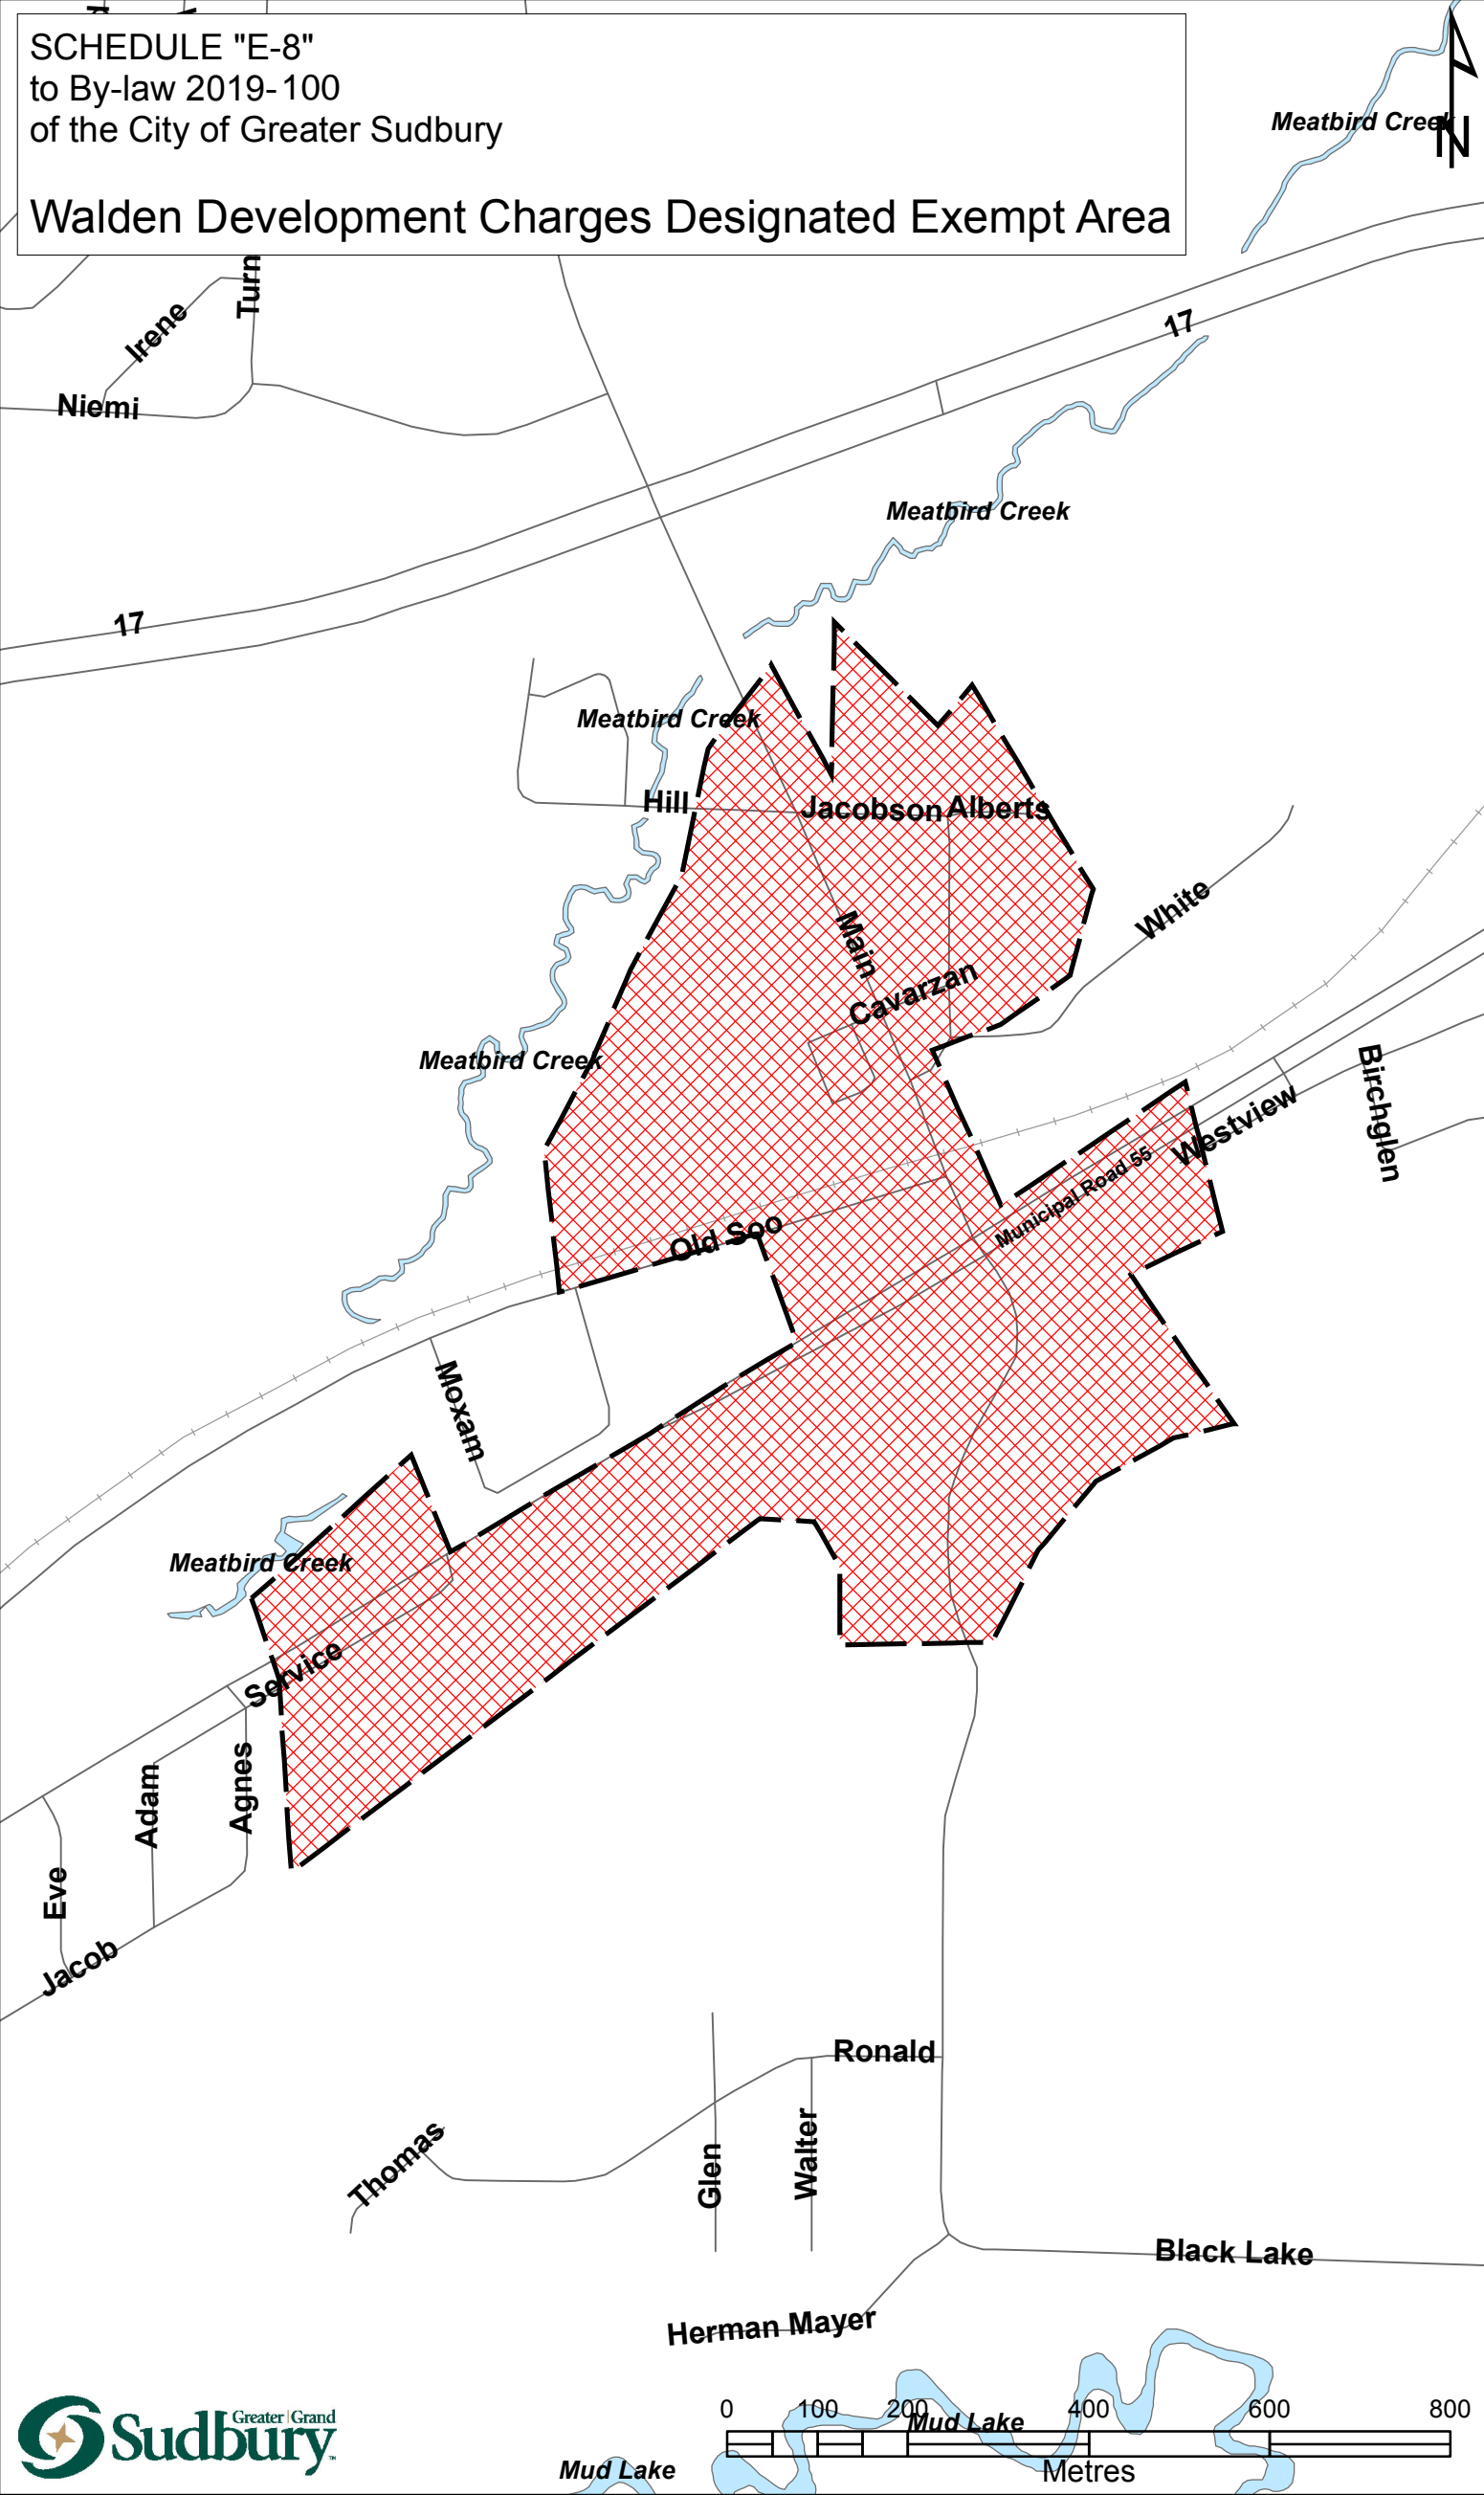 SCHEDULE "E-8"
to By-law 2019-100
of the City of Greater Sudbury
Walden Development Charges Designated Exempt Area
N
Meatbird Creek
Turn
Irene
Niemi
17
Meatbird Creek
17
Meatbird Creek
Hill
Jacobson
Alberts
White
Main
Cavarzan
Meatbird Creek
Birchglen
Westview
Municipal Road 55
Old Soo
Moxam
Meatbird Creek
Service
Adam
Agnes
Eve
Jacob
Ronald
Thomas
Glen
Walter
Black Lake
Herman Mayer
0 100 200 400 600 800
Mud Lake
Metres
Mud Lake
Greater Grand
Sudbury